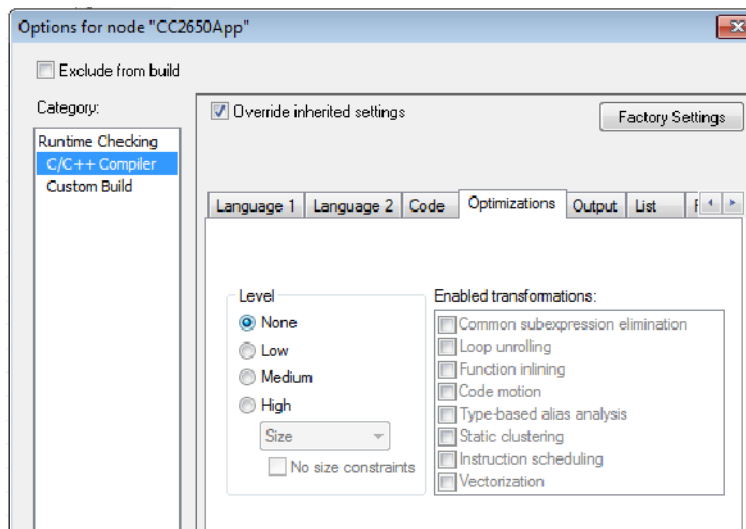 Options for node "CC2650App"
Exclude from build
Category:
Runtime Checking
C/C++ Compiler
Custom Build
Override inherited settings
Factory Settings
Language 1
Language 2
Code
Optimizations
Output
List
Level
None
Low
Medium
High
Size
No size constraints
Enabled transformations:
Common subexpression elimination
Loop unrolling
Function inlining
Code motion
Type-based alias analysis
Static clustering
Instruction scheduling
Vectorization